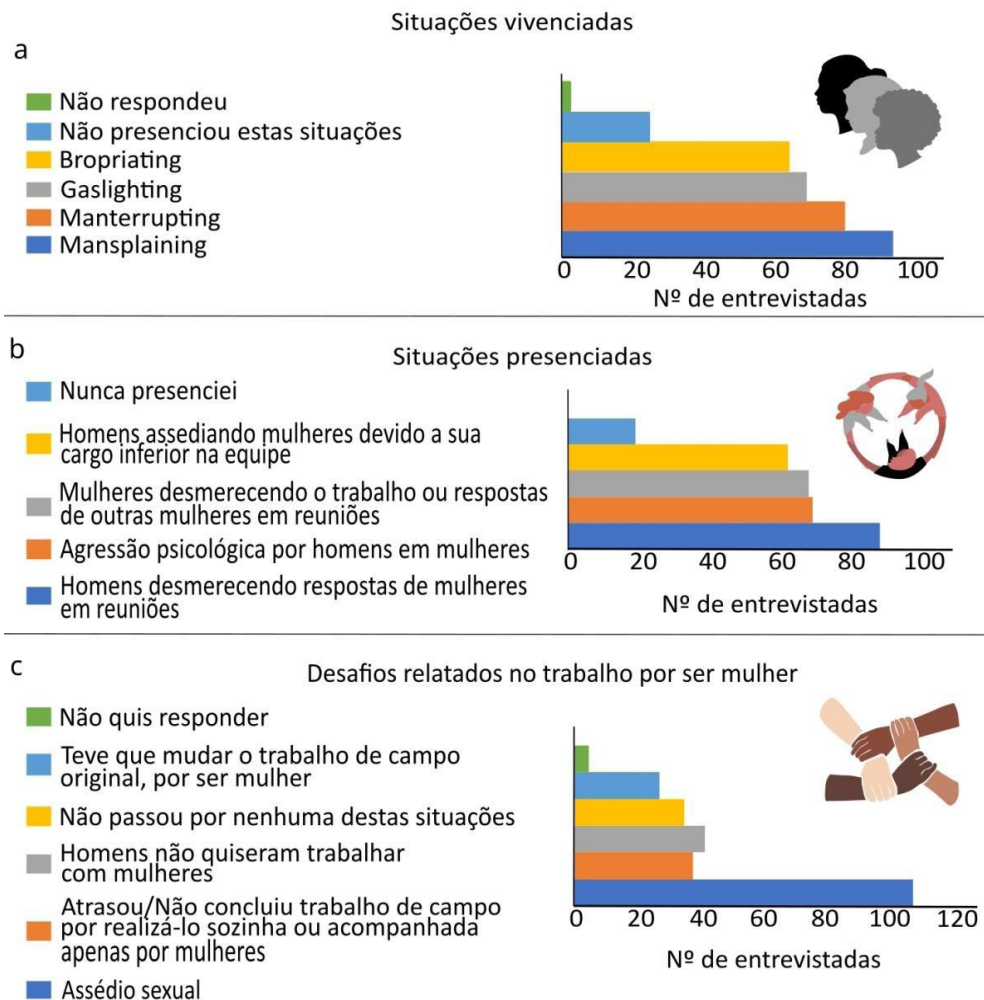 Situações vivenciadas
a
Não respondeu
Não presenciou estas situações
Bropriating
Gaslighting
Manterrupting
Mansplaining
0 20 40 60 80 100
Nº de entrevistadas
b
Situações presenciadas
Nunca presenciei
Homens assediando mulheres devido a sua
cargo inferior na equipe
Mulheres desmerecendo o trabalho ou respostas
de outras mulheres em reuniões
Agressão psicológica por homens em mulheres
Homens desmerecendo respostas de mulheres
em reuniões
0 20 40 60 80 100
Nº de entrevistadas
c
Desafios relatados no trabalho por ser mulher
Não quis responder
Teve que mudar o trabalho de campo
original, por ser mulher
Não passou por nenhuma destas situações
Homens não quiseram trabalhar
com mulheres
Atrasou/Não concluiu trabalho de campo
por realizá-lo sozinha ou acompanhada
apenas por mulheres
Assédio sexual
0 20 40 60 80 100 120
Nº de entrevistadas